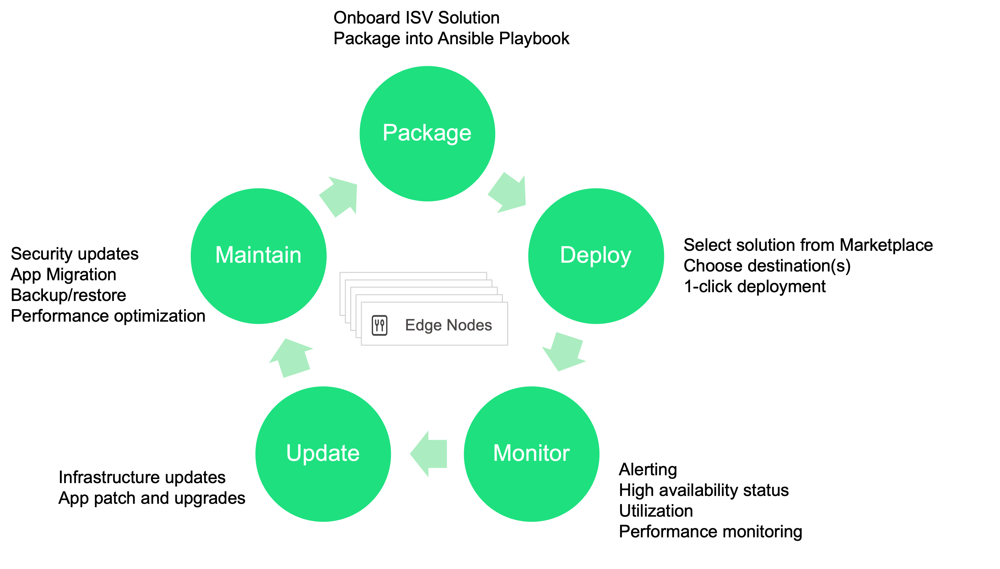 Onboard ISV Solution
Package into Ansible Playbook
Package
Deploy
Select solution from Marketplace
Choose destination(s)
1-click deployment
Monitor
Alerting
High availability status
Utilization
Performance monitoring
Update
Infrastructure updates
App patch and upgrades
Maintain
Security updates
App Migration
Backup/restore
Performance optimization
Edge Nodes